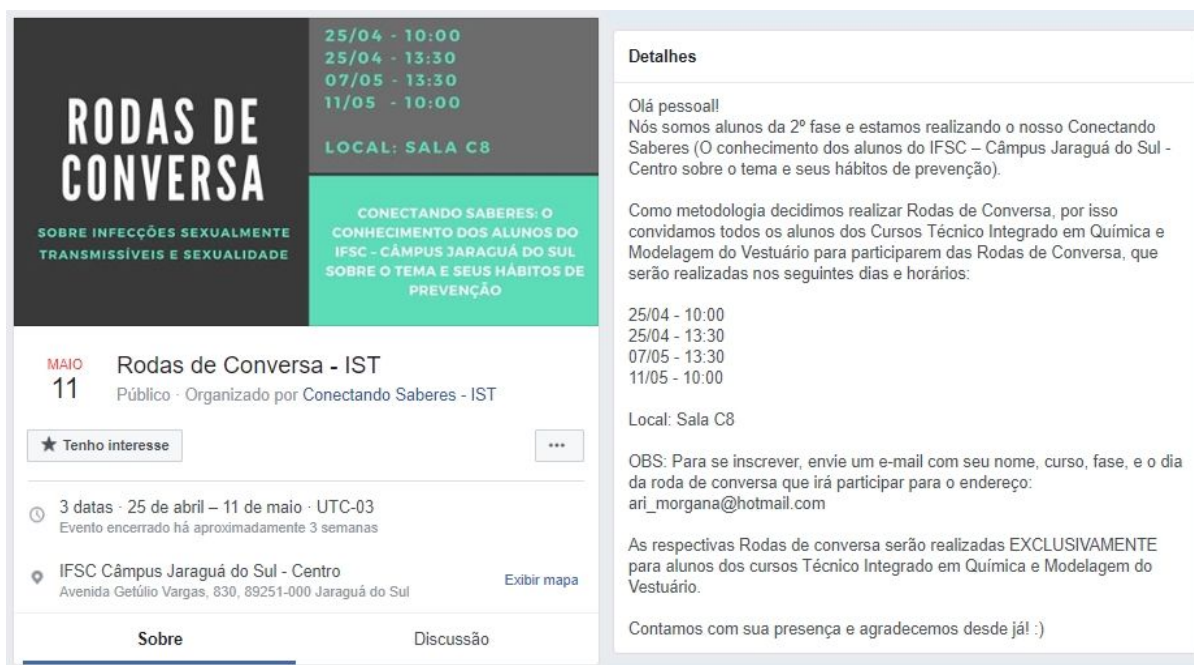 RODAS DE
CONVERSA
SOBRE INFECÇÕES SEXUALMENTE
TRANSMISSÍVEIS E SEXUALIDADE
25/04 - 10:00
25/04 - 13:30
07/05 - 13:30
11/05 - 10:00
LOCAL: SALA C8
CONECTANDO SABERES: O
CONHECIMENTO DOS ALUNOS DO
IFSC - CÂMPUS JARAGUÁ DO SUL
SOBRE O TEMA E SEUS HÁBITOS DE
PREVENÇÃO
MAIO
11
Rodas de Conversa - IST
Público · Organizado por Conectando Saberes - IST
Tenho interesse
3 datas · 25 de abril – 11 de maio · UTC-03
Evento encerrado há aproximadamente 3 semanas
IFSC Câmpus Jaraguá do Sul - Centro
Avenida Getúlio Vargas, 830, 89251-000 Jaraguá do Sul
Exibir mapa
Sobre
Discussão
Detalhes
Olá pessoal!
Nós somos alunos da 2º fase e estamos realizando o nosso Conectando
Saberes (O conhecimento dos alunos do IFSC – Câmpus Jaraguá do Sul -
Centro sobre o tema e seus hábitos de prevenção).
Como metodologia decidimos realizar Rodas de Conversa, por isso
convidamos todos os alunos dos Cursos Técnico Integrado em Química e
Modelagem do Vestuário para participarem das Rodas de Conversa, que
serão realizadas nos seguintes dias e horários:
25/04 - 10:00
25/04 - 13:30
07/05 - 13:30
11/05 - 10:00
Local: Sala C8
OBS: Para se inscrever, envie um e-mail com seu nome, curso, fase, e o dia
da roda de conversa que irá participar para o endereço:
ari_morgana@hotmail.com
As respectivas Rodas de conversa serão realizadas EXCLUSIVAMENTE
para alunos dos cursos Técnico Integrado em Química e Modelagem do
Vestuário.
Contamos com sua presença e agradecemos desde já! :)